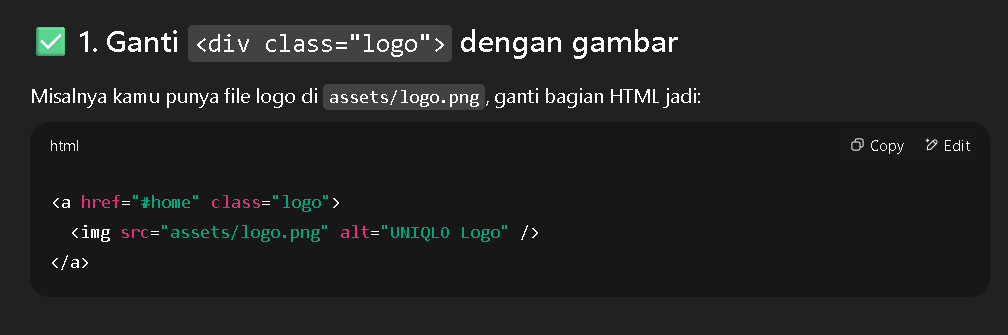 ✅ 1. Ganti <div class="logo"> dengan gambar
Misalnya kamu punya file logo di assets/logo.png, ganti bagian HTML jadi:
html Copy Edit
<a href="#home" class="logo">
<img src="assets/logo.png" alt="UNIQLO Logo" />
</a>